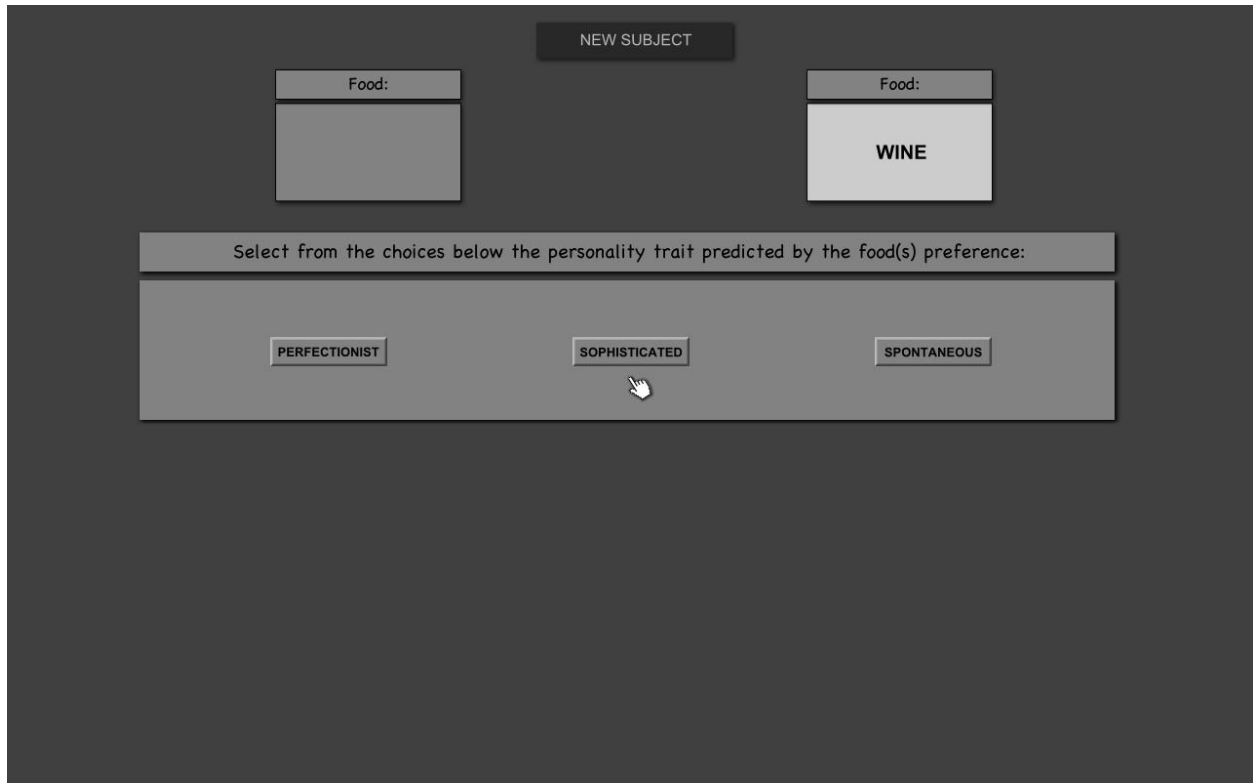 NEW SUBJECT
Food:
Food:
WINE
Select from the choices below the personality trait predicted by the food(s) preference:
PERFECTIONIST
SOPHISTICATED
SPONTANEOUS